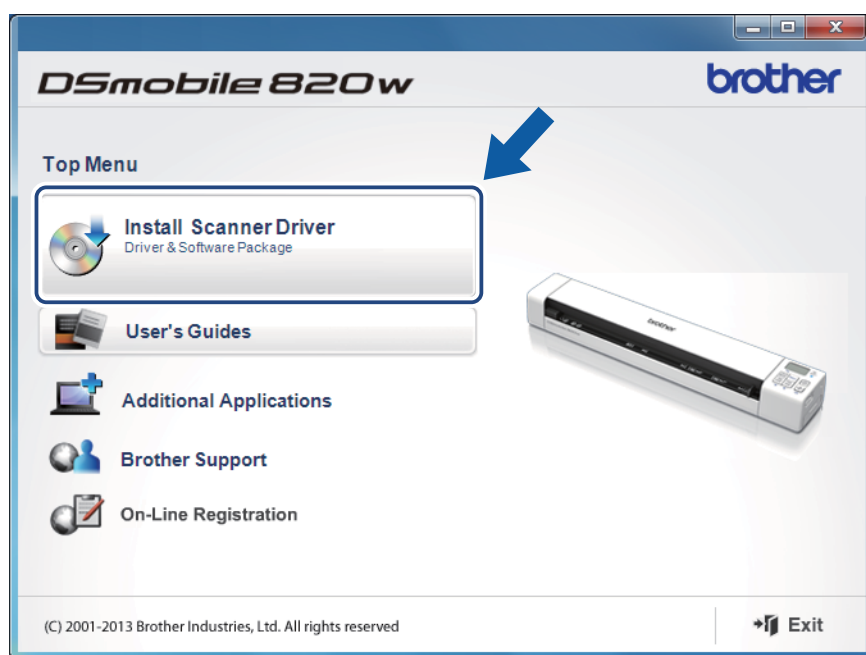 DSmobile 820w
brother
Top Menu
Install Scanner Driver
Driver & Software Package
User's Guides
brother
Additional Applications
Brother Support
On-Line Registration
(C) 2001-2013 Brother Industries, Ltd. All rights reserved
Exit